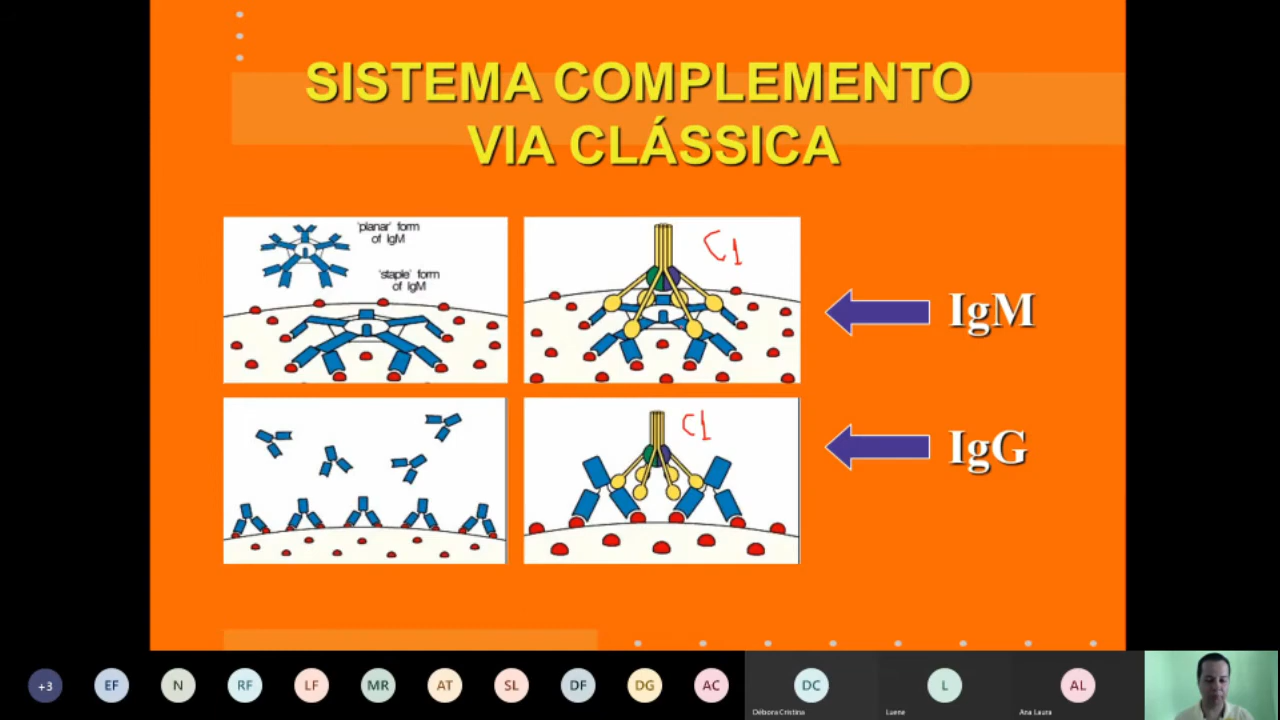 SISTEMA COMPLEMENTO
VIA CLÁSSICA
'planar' form
of IgM
'staple' form
of IgM
C1
IgM
C1
IgG
+3
EF
N
RF
LF
MR
AT
SL
DF
DG
AC
DC
L
AL
Débora Cristina
Luene
Ana Laura